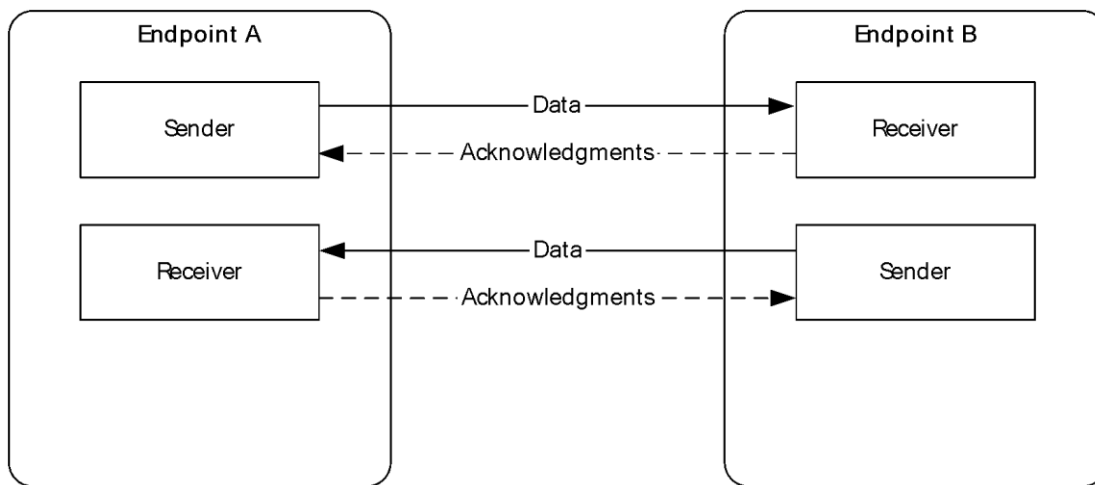 Endpoint A
Endpoint B
Sender
Data
Receiver
Acknowledgments
Receiver
Data
Sender
Acknowledgments